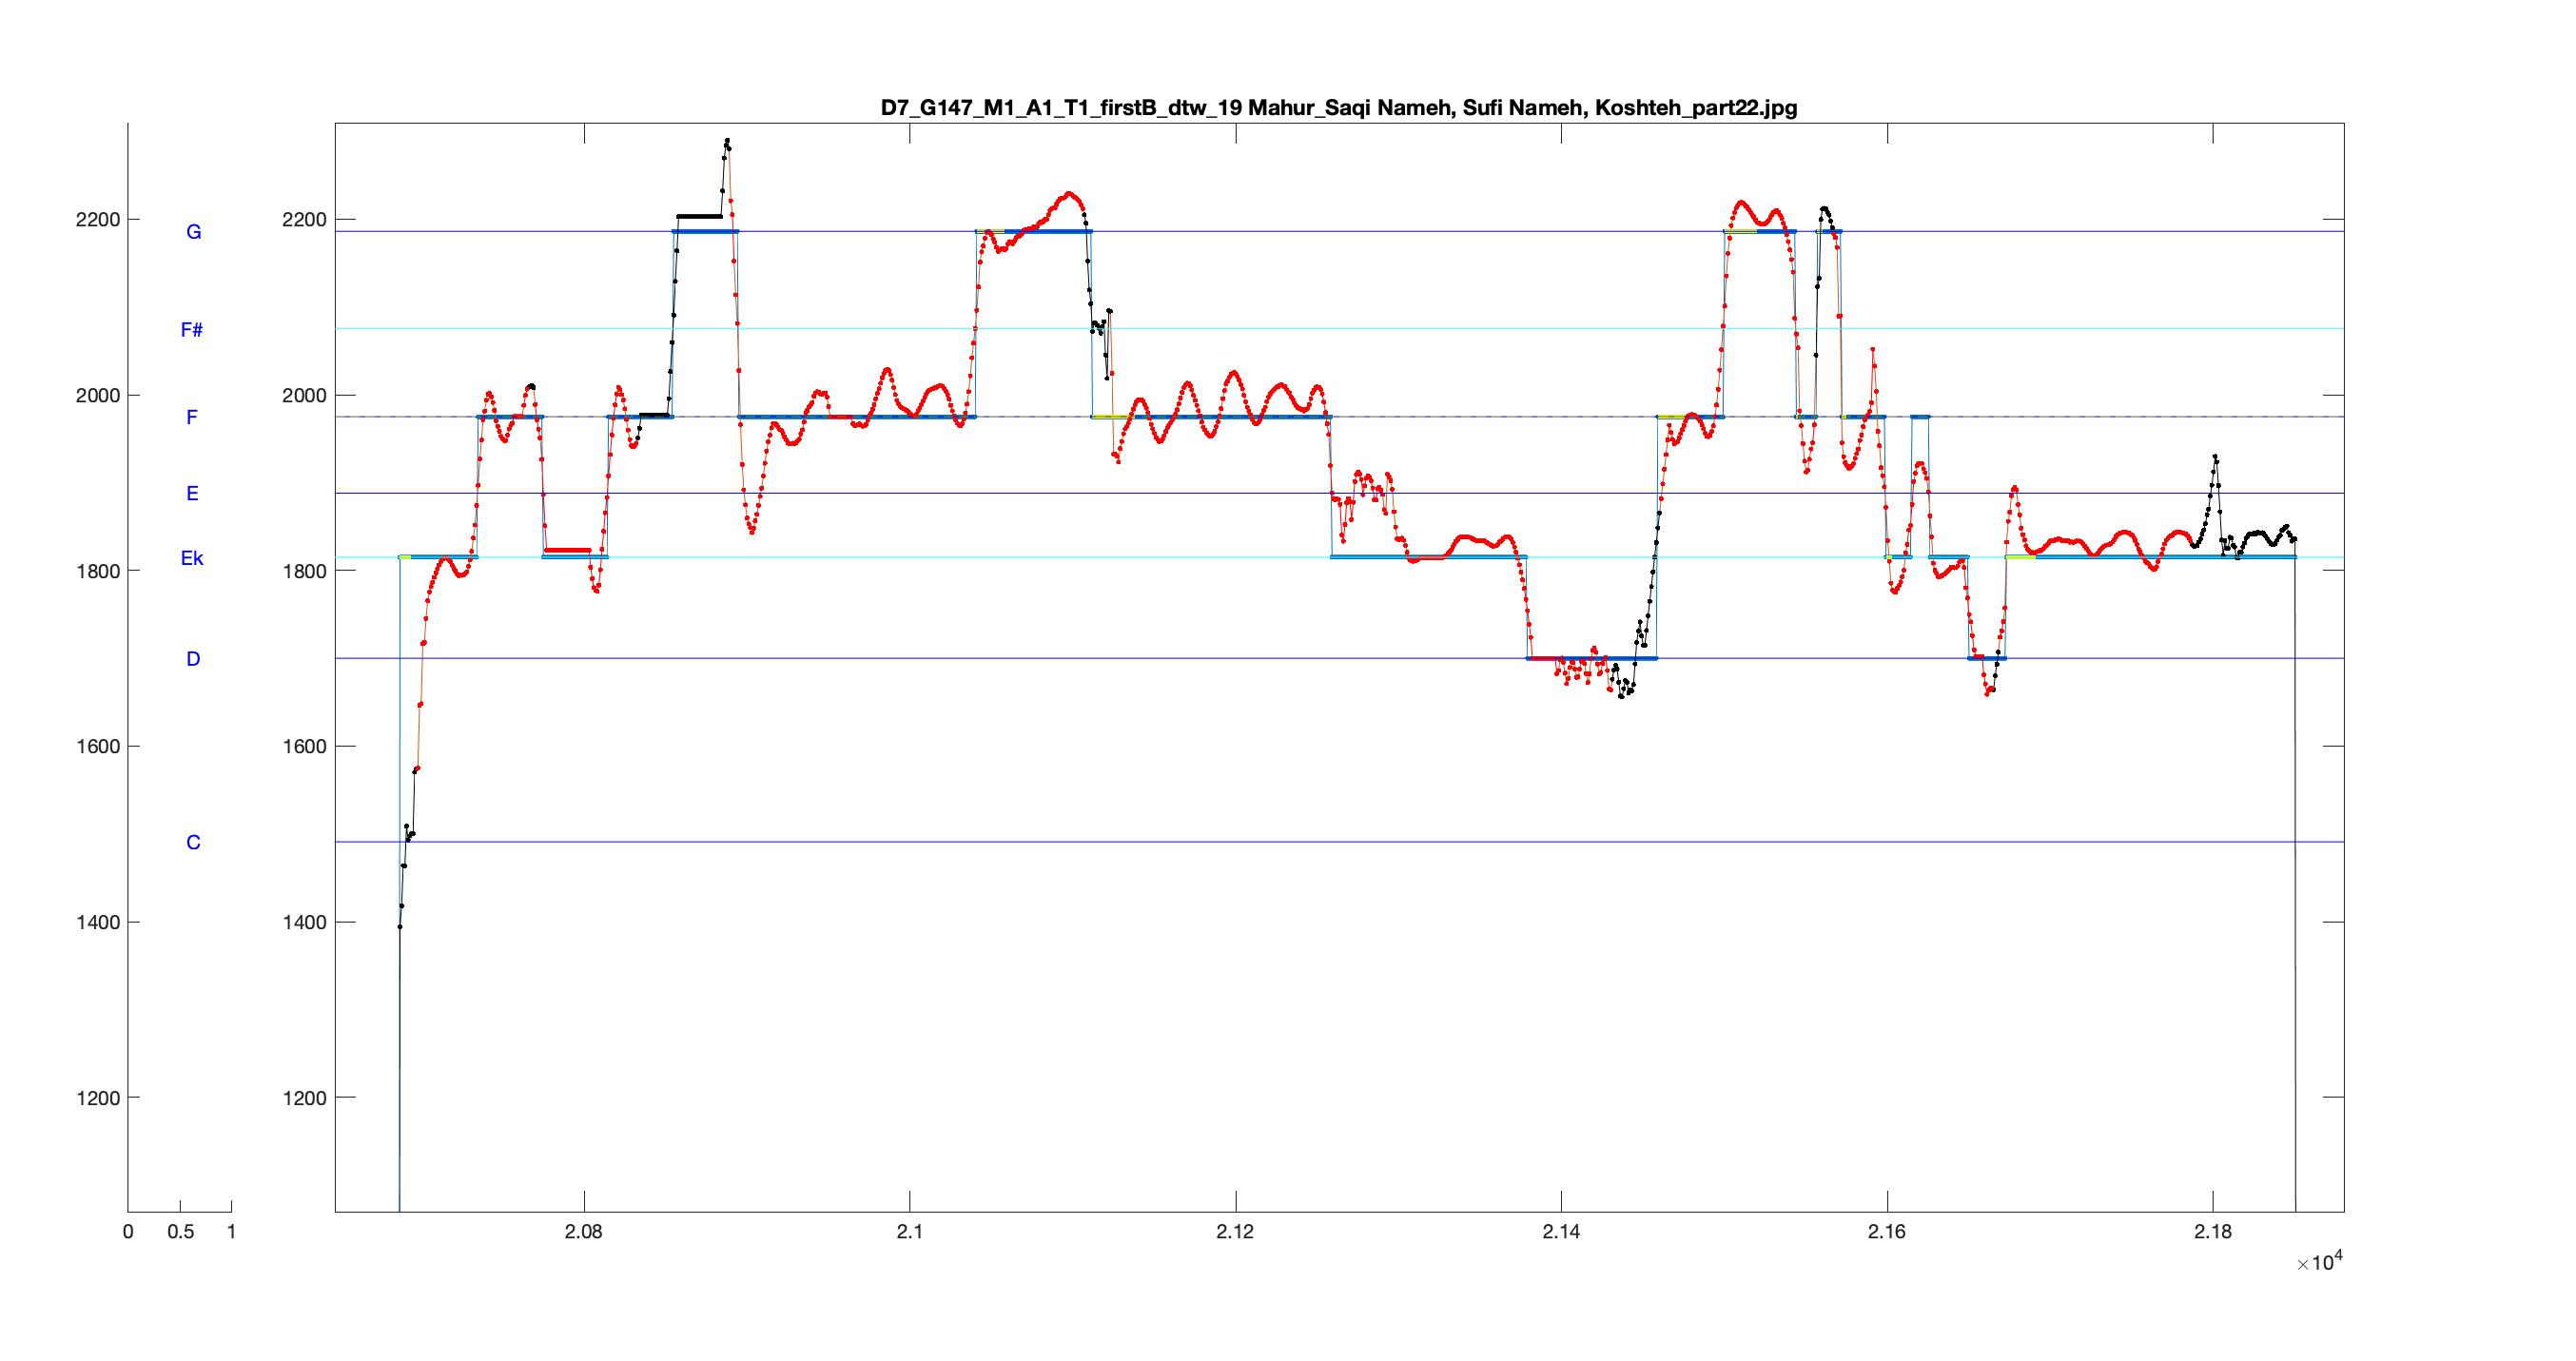 D7_G147_M1_A1_T1_firstB_dtw_19 Mahur_Saqi Nameh, Sufi Nameh, Koshteh_part22.jpg
2200 G 2200
F#
2000 2000
F
E
1800 Ek 1800
D
1600 1600
C
1400 1400
1200 1200
0 0.5 1 2.08 2.1 2.12 2.14 2.16 2.18
×10^4